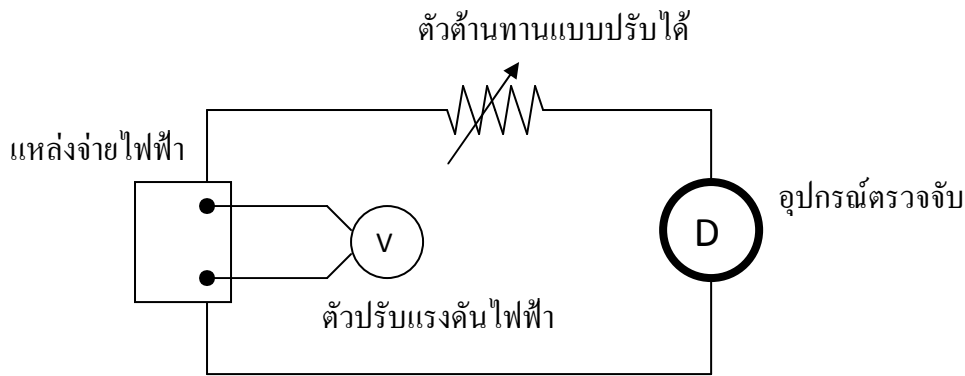 ตัวต้านทานแบบปรับได้
แหล่งจ่ายไฟฟ้า
อุปกรณ์ตรวจจับ
V
D
ตัวปรับแรงดันไฟฟ้า